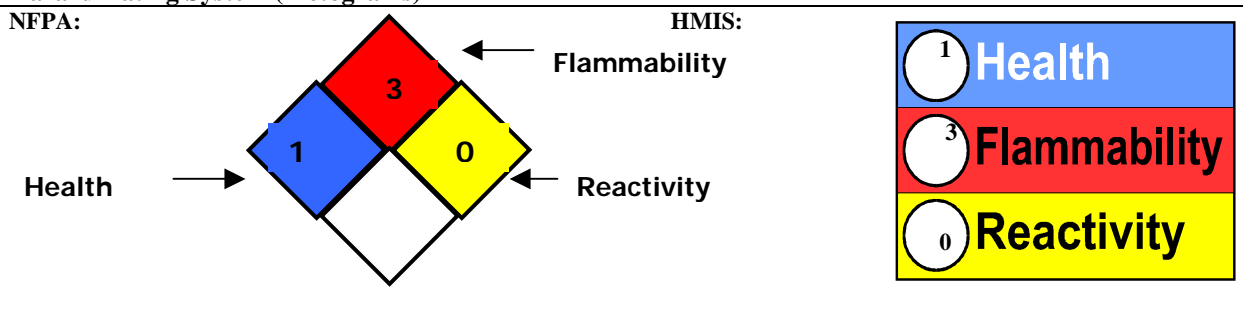 NFPA:
HMIS:
Flammability
3
1
0
Health
Reactivity
1 Health
3 Flammability
0 Reactivity